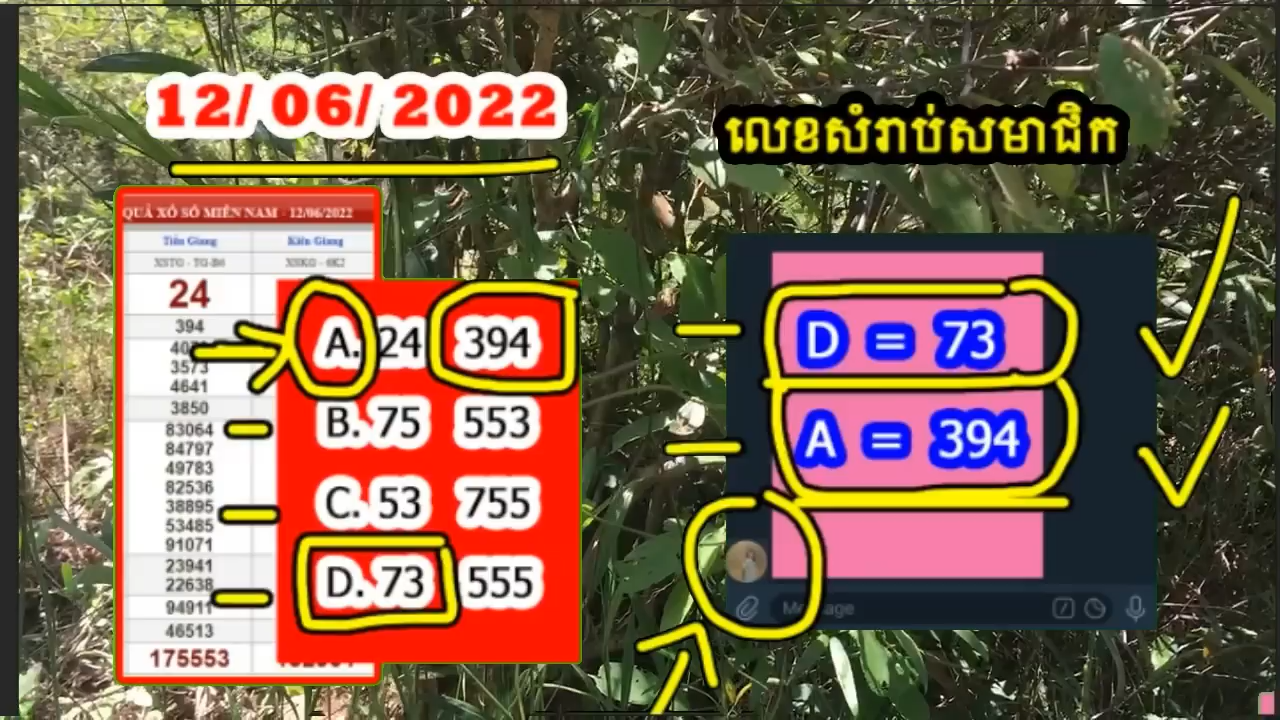 12/ 06/ 2022
លេខសំរាប់សមាជិក
QUẢ XỔ SỐ MIỀN NAM - 12/06/2022
Tiền Giang Kiên Giang
XSTG - TG-B6 XSKG - 6K2
24
394
3573
4641
3850
83064
84797
49783
82536
38895
53485
91071
23941
22638
94911
46513
175553
A. 24 394
B. 75 553
C. 53 755
D. 73 555
D = 73
A = 394
Message